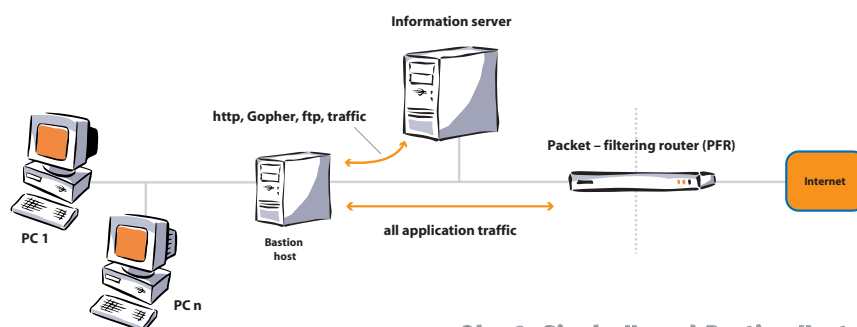 Information server
http, Gopher, ftp, traffic
Packet – filtering router (PFR)
Internet
all application traffic
PC 1
Bastion
host
PC n